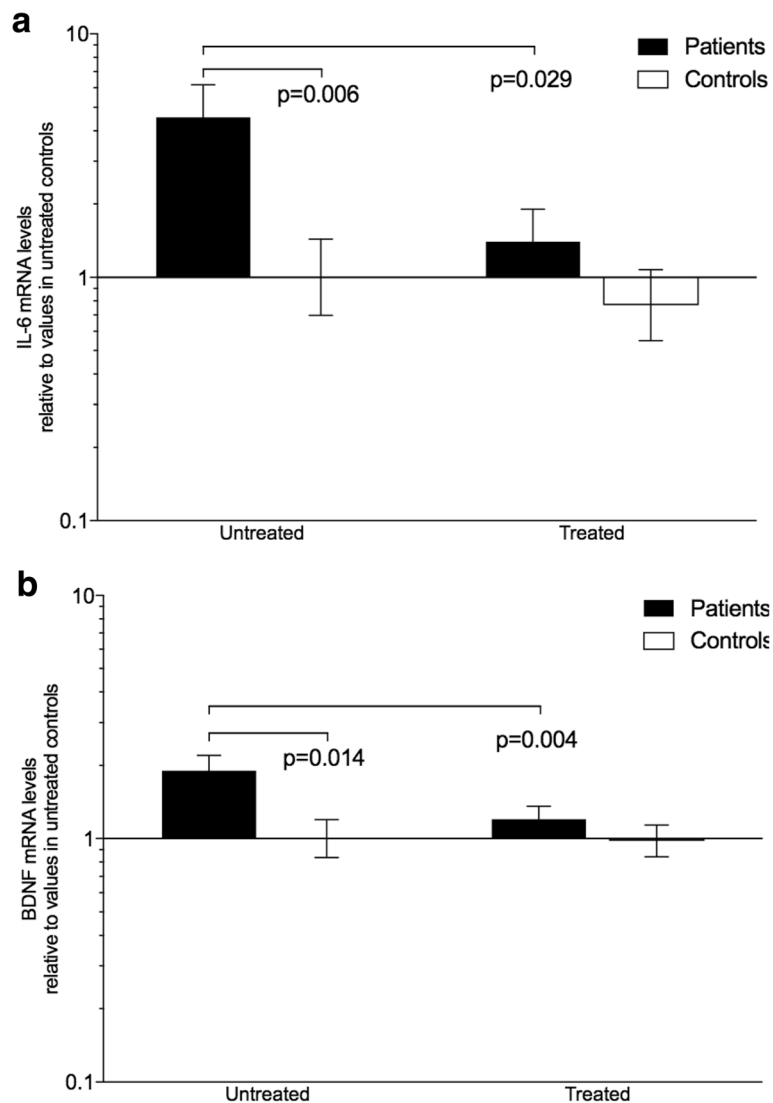 a
10
Patients
Controls
p=0.006
p=0.029
1
0.1
IL-6 mRNA levels
relative to values in untreated controls
Untreated
Treated
b
10
Patients
Controls
p=0.014
p=0.004
1
0.1
BDNF mRNA levels
relative to values in untreated controls
Untreated
Treated